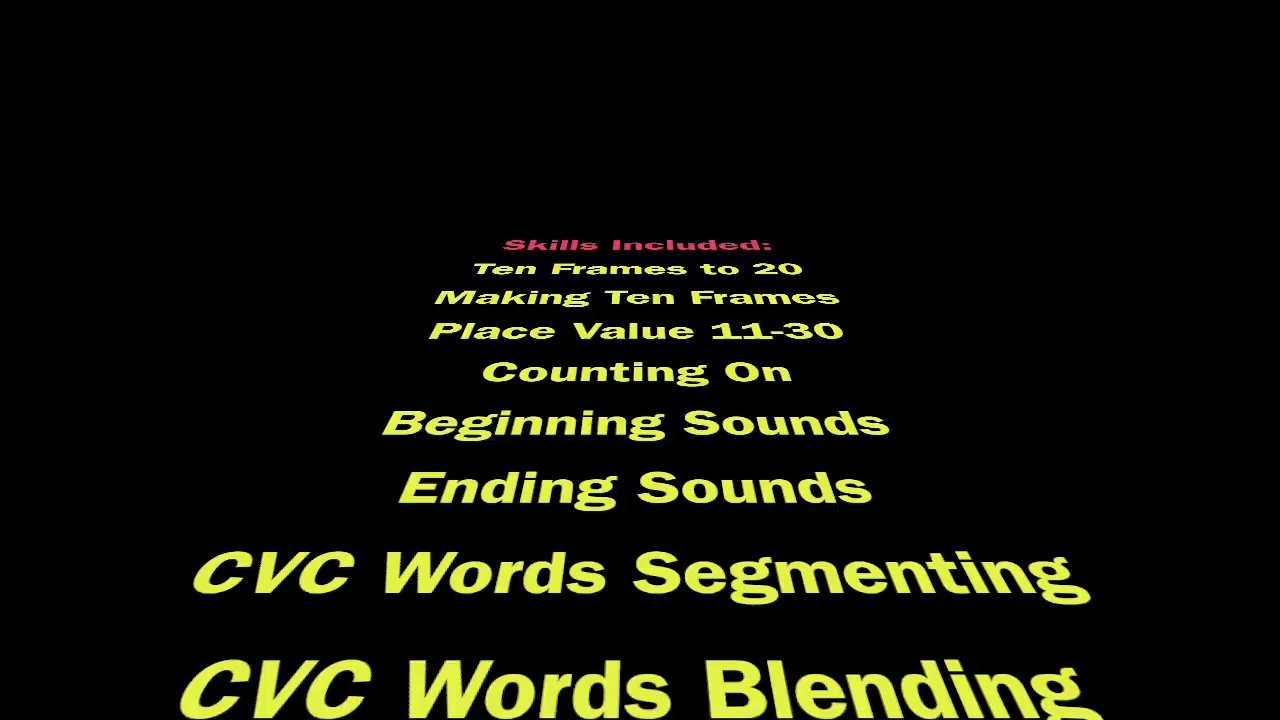 Skills Included:
Ten Frames to 20
Making Ten Frames
Place Value 11-30
Counting On
Beginning Sounds
Ending Sounds
CVC Words Segmenting
CVC Words Blending